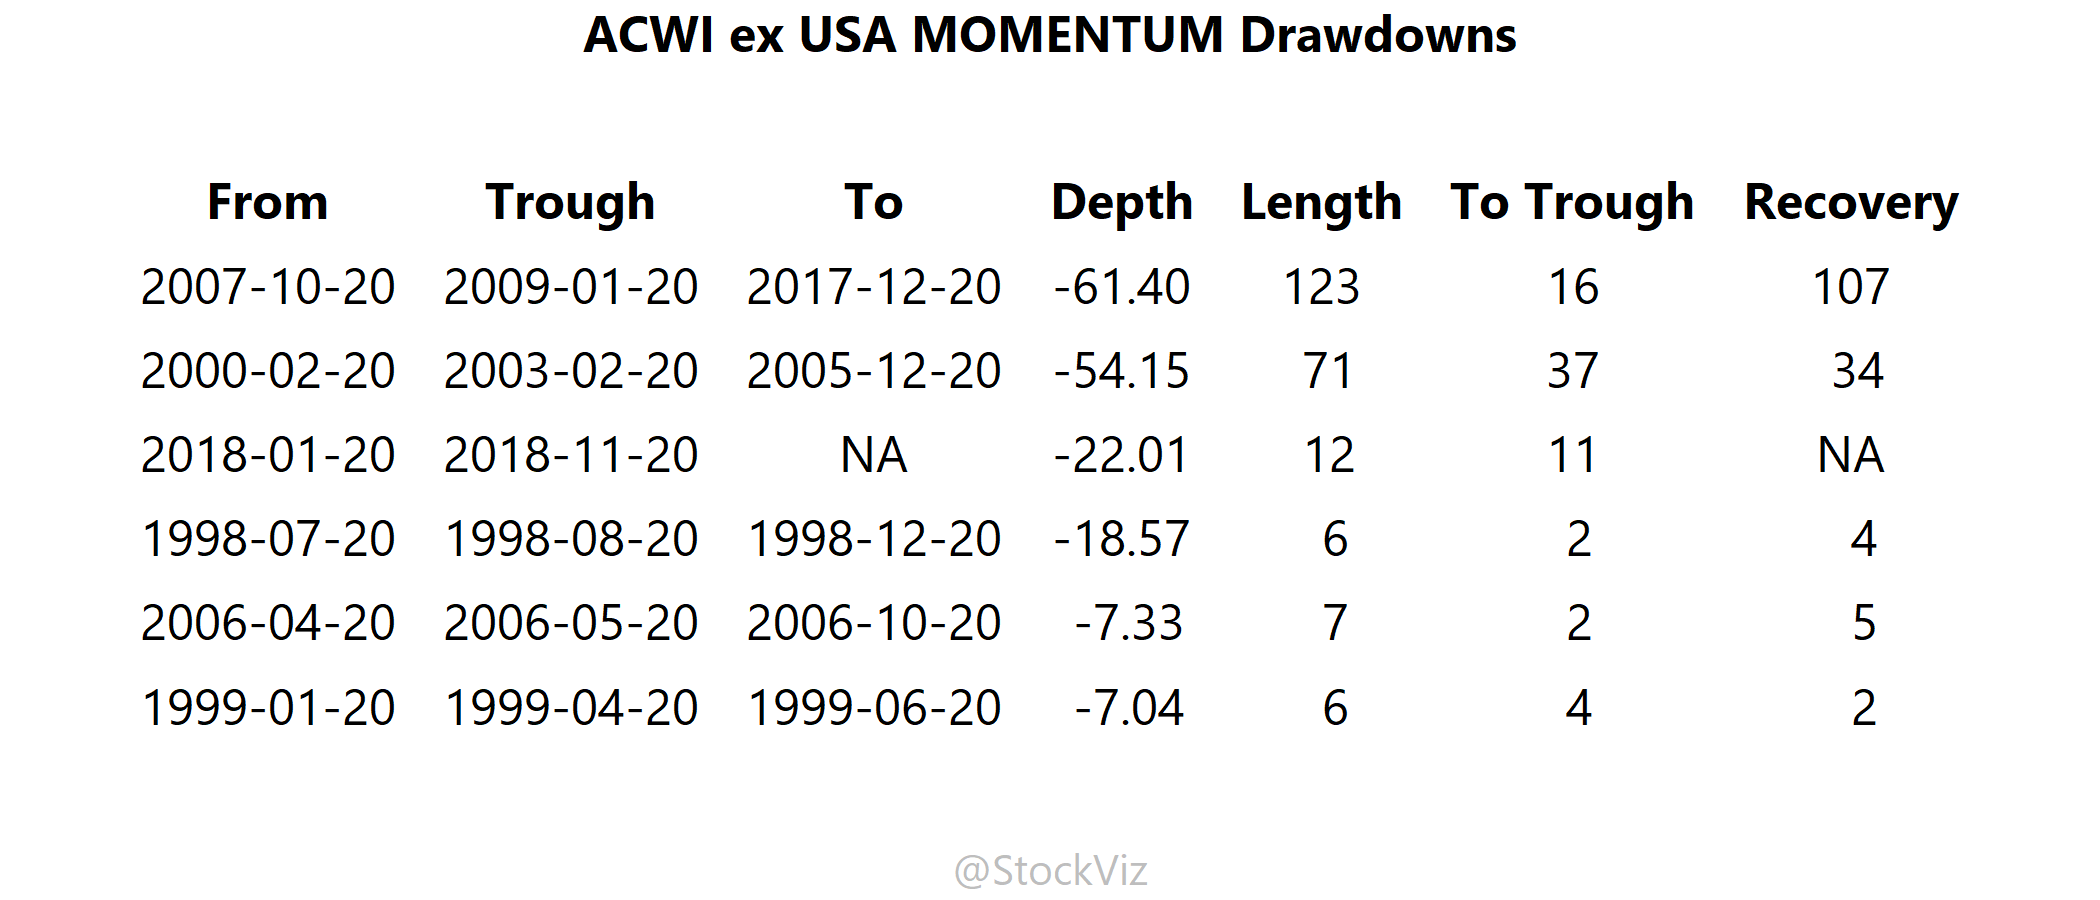 ACWI ex USA MOMENTUM Drawdowns
From Trough To Depth Length To Trough Recovery
2007-10-20 2009-01-20 2017-12-20 -61.40 123 16 107
2000-02-20 2003-02-20 2005-12-20 -54.15 71 37 34
2018-01-20 2018-11-20 NA -22.01 12 11 NA
1998-07-20 1998-08-20 1998-12-20 -18.57 6 2 4
2006-04-20 2006-05-20 2006-10-20 -7.33 7 2 5
1999-01-20 1999-04-20 1999-06-20 -7.04 6 4 2
@StockViz